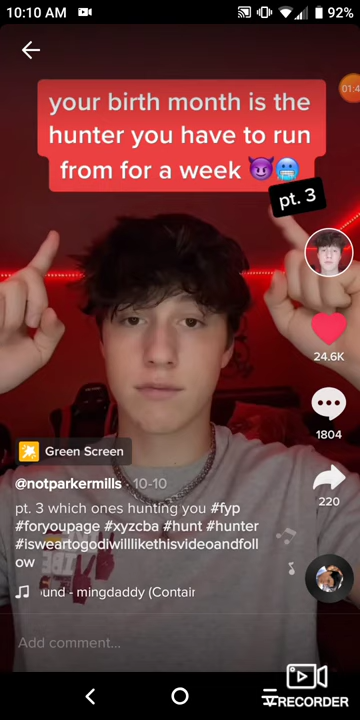 10:10 AM
92%
your birth month is the
hunter you have to run
from for a week 😈🥶
pt. 3
01:4
24.6K
1804
220
Green Screen
@notparkermills · 10-10
pt. 3 which ones hunting you #fyp
#foryoupage #xyzcba #hunt #hunter
#isweartogodiwilllikethisvideoandfoll
ow
und - mingdaddy (Contair
Add comment...
RECORDER